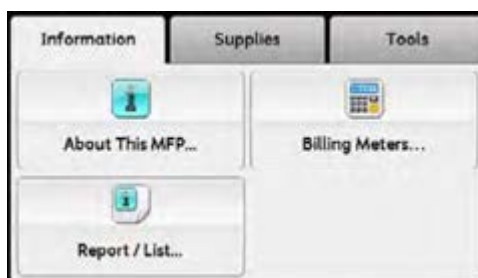 Information
Supplies
Tools
About This MFP...
Billing Meters...
Report / List...